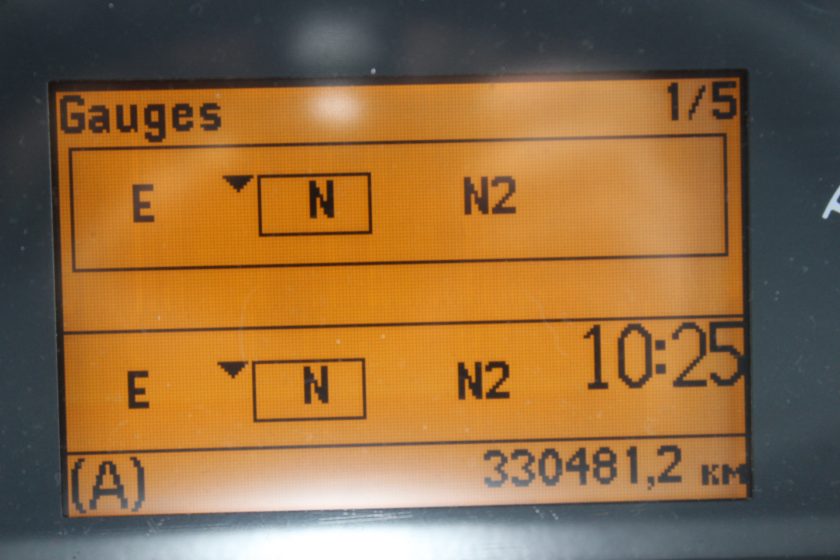 Gauges 1/5
E N N2
10:25
E N N2
(A) 330481,2 км